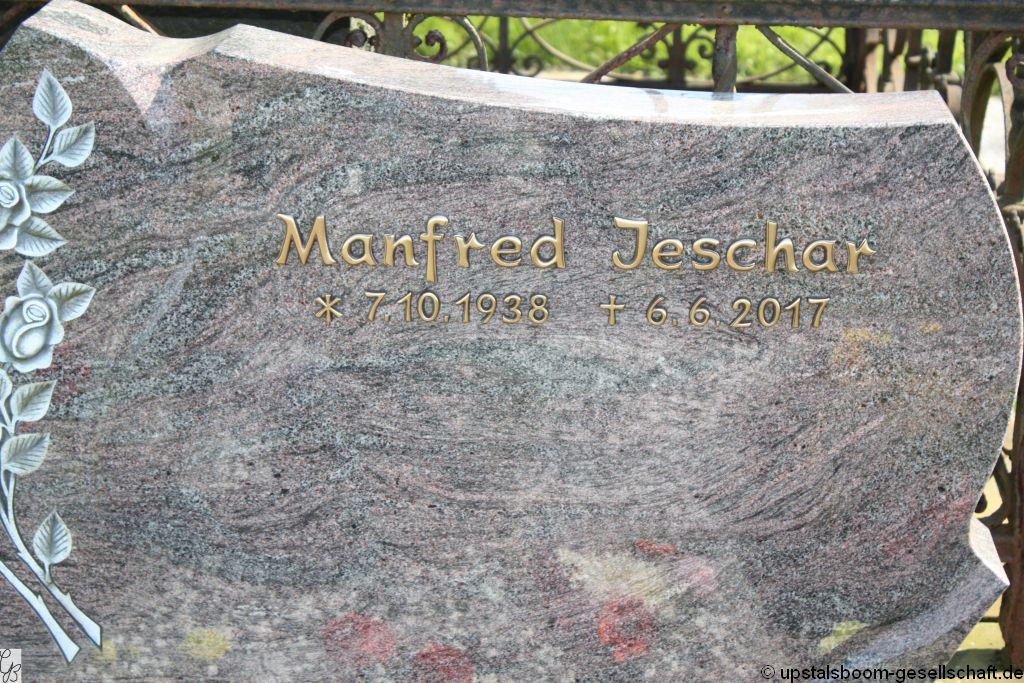 Manfred Jeschar
* 7.10.1938 † 6.6.2017
© upstalsboom-gesellschaft.de